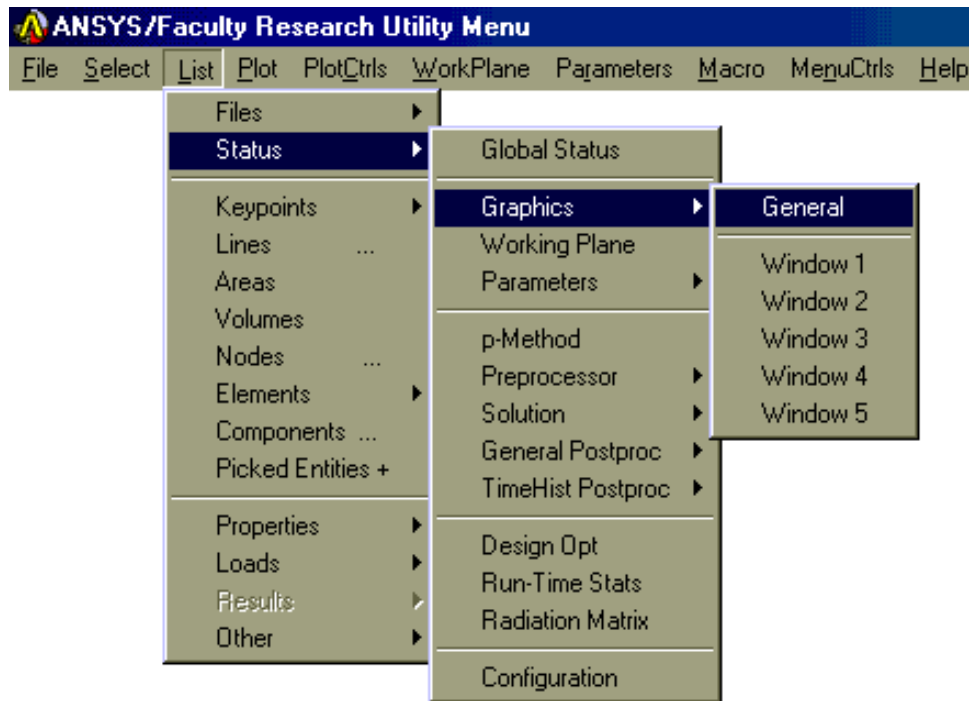 ANSYS/Faculty Research Utility Menu
File Select List Plot PlotCtrls WorkPlane Parameters Macro MenuCtrls Help
Files
Status
Keypoints
Lines ...
Areas
Volumes
Nodes ...
Elements
Components ...
Picked Entities +
Properties
Loads
Results
Other
Global Status
Graphics
Working Plane
Parameters
p-Method
Preprocessor
Solution
General Postproc
TimeHist Postproc
Design Opt
Run-Time Stats
Radiation Matrix
Configuration
General
Window 1
Window 2
Window 3
Window 4
Window 5